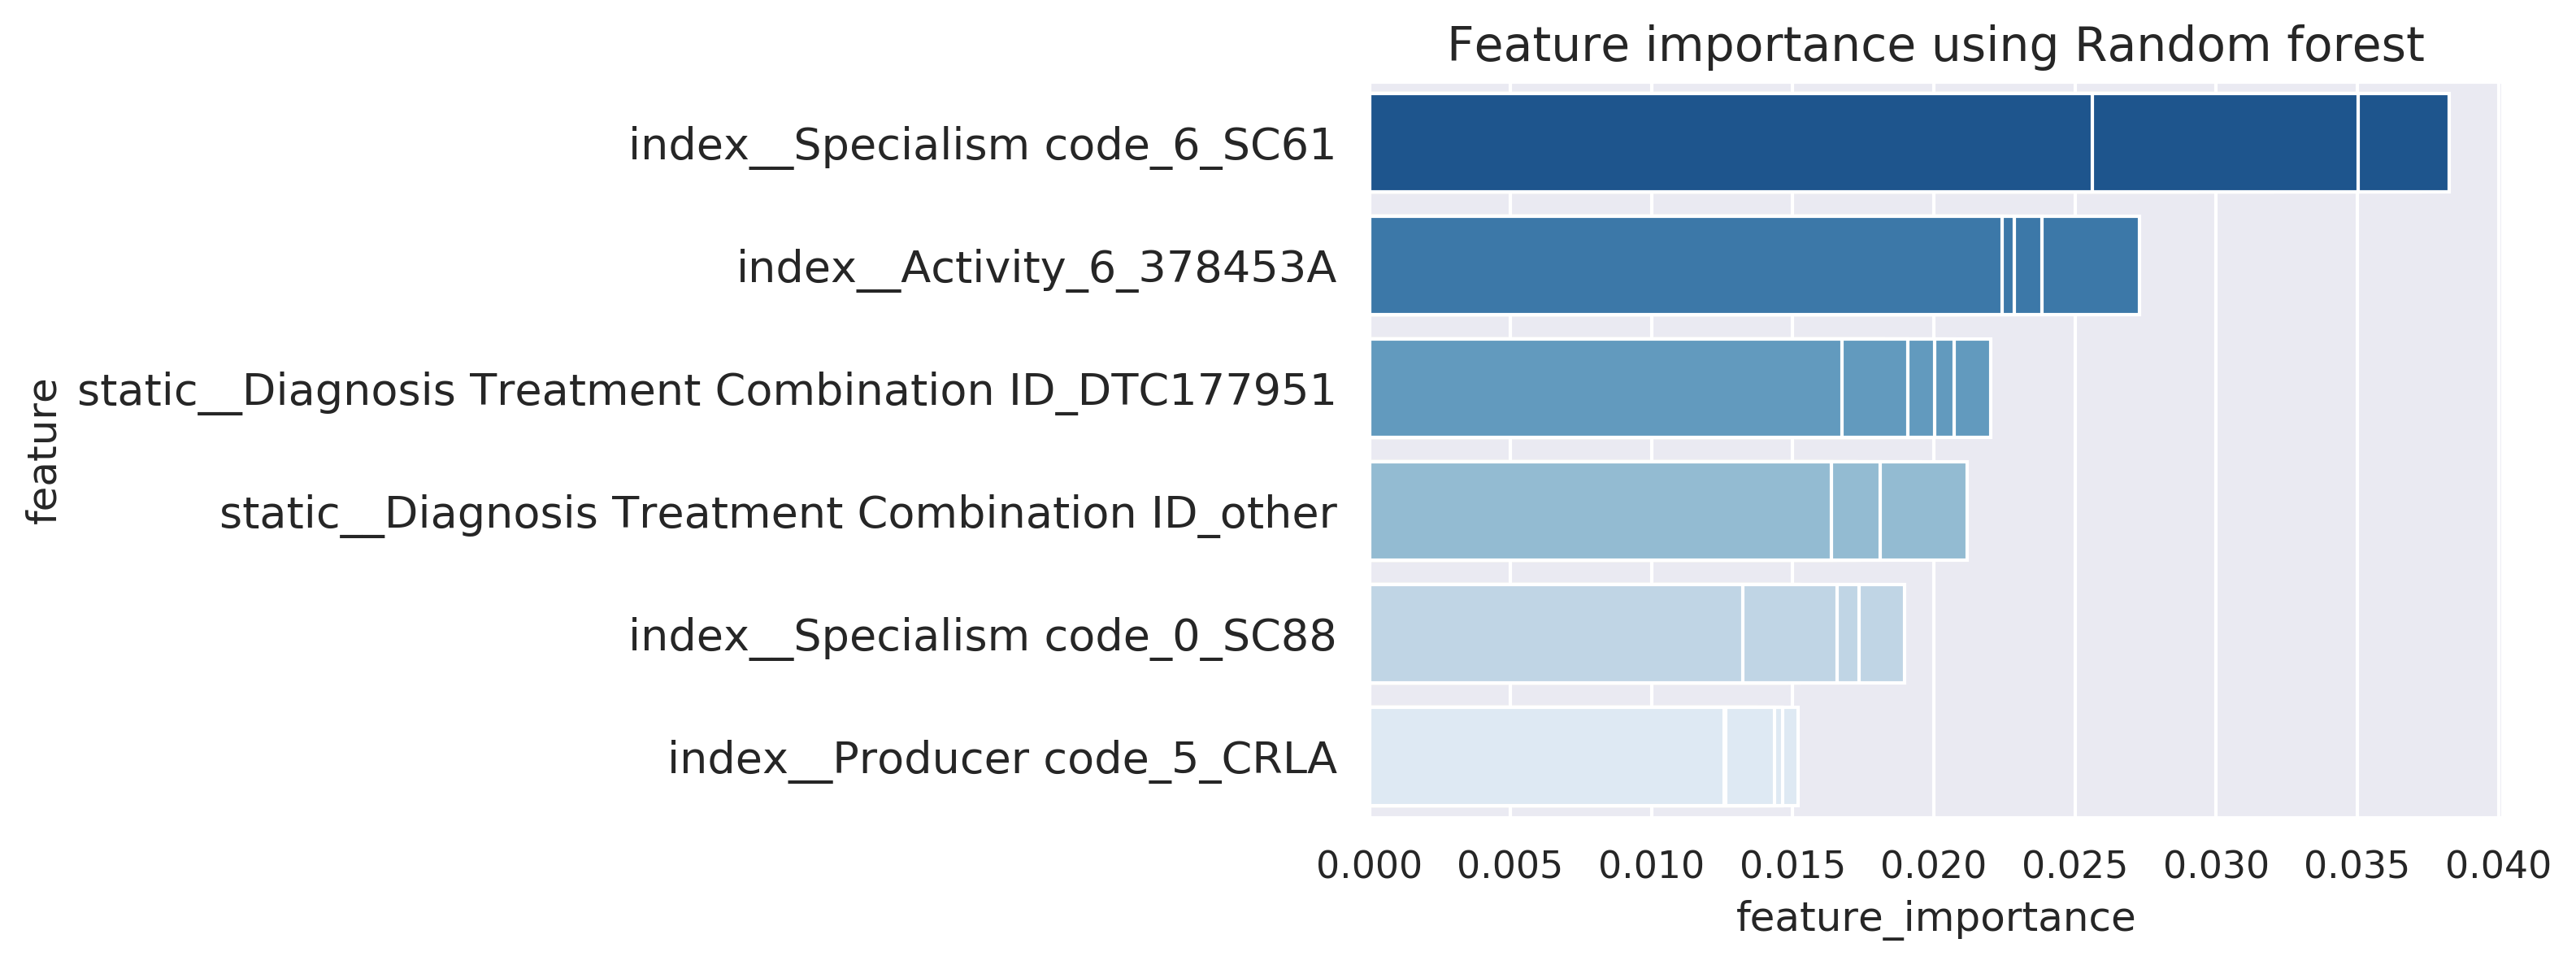 Feature importance using Random forest
index__Specialism code_6_SC61
index__Activity_6_378453A
static__Diagnosis Treatment Combination ID_DTC177951
static__Diagnosis Treatment Combination ID_other
index__Specialism code_0_SC88
index__Producer code_5_CRLA
feature
0.000 0.005 0.010 0.015 0.020 0.025 0.030 0.035 0.040
feature_importance